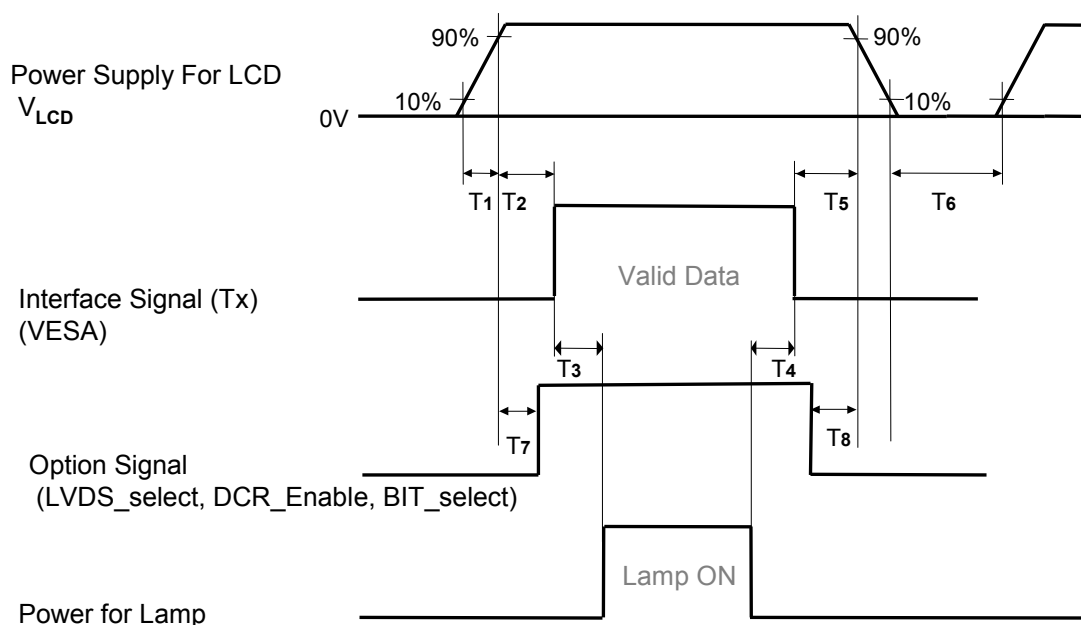 90%
90%
Power Supply For LCD
VLCD
10%
10%
0V
T1
T2
T5
T6
Valid Data
Interface Signal (Tx)
(VESA)
T3
T4
T7
T8
Option Signal
(LVDS_select, DCR_Enable, BIT_select)
Lamp ON
Power for Lamp